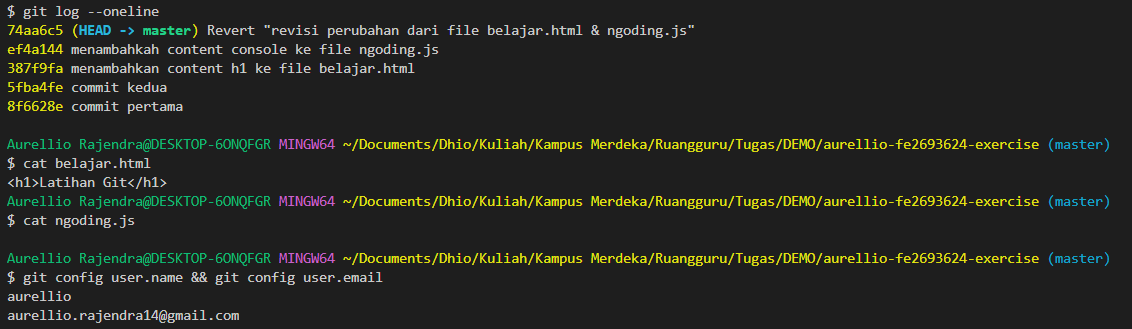 $ git log --oneline
74aa6c5 (HEAD -> master) Revert "revisi perubahan dari file belajar.html & ngoding.js"
ef4a144 menambahkah content console ke file ngoding.js
387f9fa menambahkan content h1 ke file belajar.html
5fba4fe commit kedua
8f6628e commit pertama
Aurellio Rajendra@DESKTOP-6ONQFGR MINGW64 ~/Documents/Dhio/Kuliah/Kampus Merdeka/Ruangguru/Tugas/DEMO/aurellio-fe2693624-exercise (master)
$ cat belajar.html
<h1>Latihan Git</h1>
Aurellio Rajendra@DESKTOP-6ONQFGR MINGW64 ~/Documents/Dhio/Kuliah/Kampus Merdeka/Ruangguru/Tugas/DEMO/aurellio-fe2693624-exercise (master)
$ cat ngoding.js
Aurellio Rajendra@DESKTOP-6ONQFGR MINGW64 ~/Documents/Dhio/Kuliah/Kampus Merdeka/Ruangguru/Tugas/DEMO/aurellio-fe2693624-exercise (master)
$ git config user.name && git config user.email
aurellio
aurellio.rajendra14@gmail.com